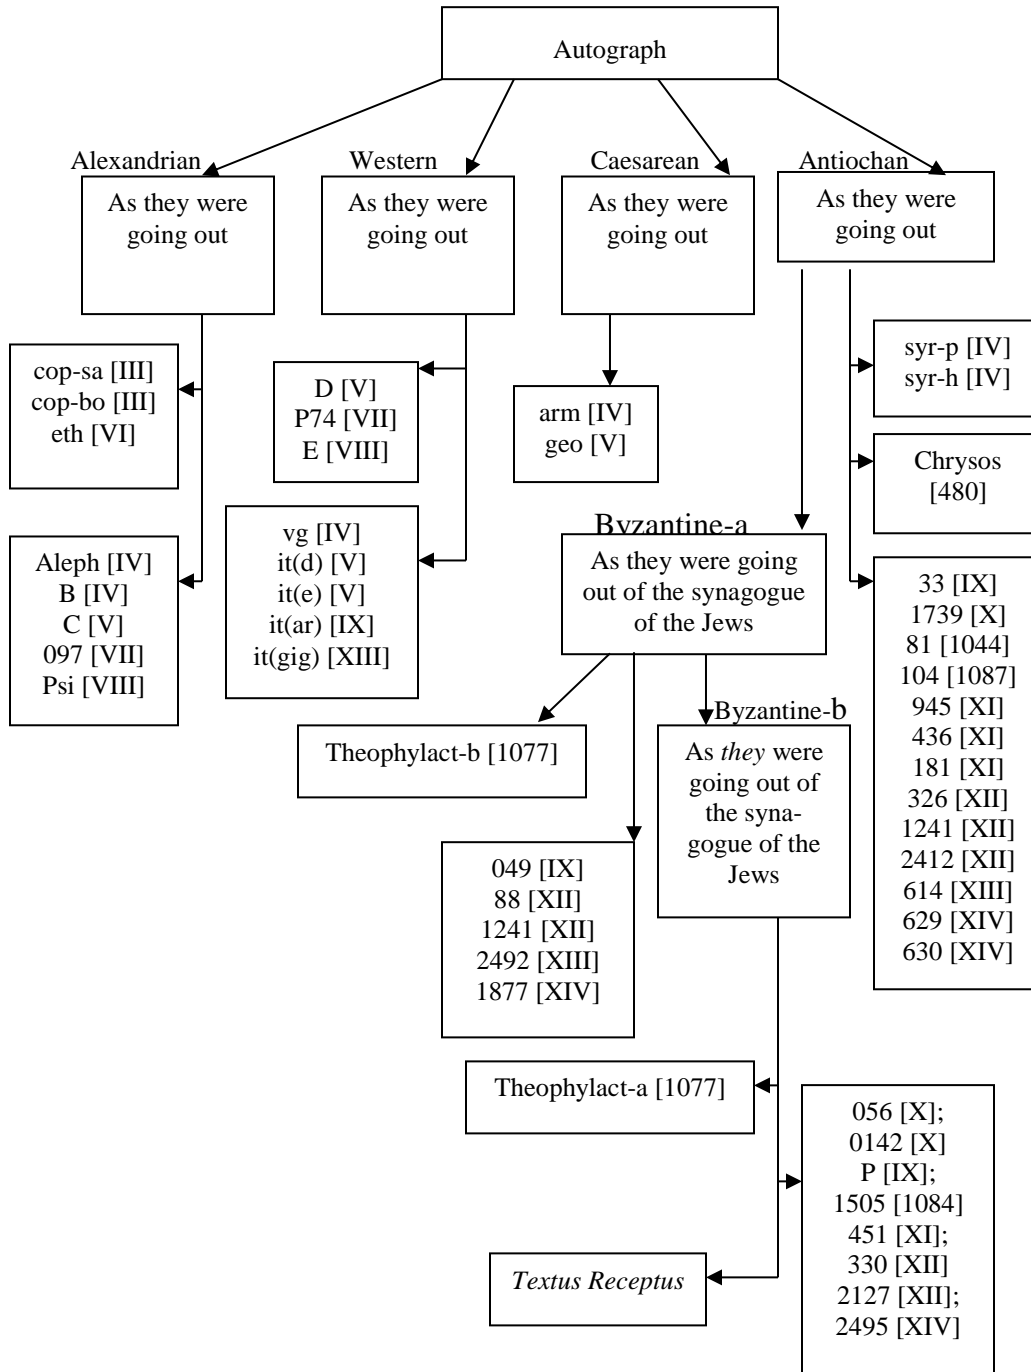 Autograph
Alexandrian
As they were
going out
Western
As they were
going out
Caesarean
As they were
going out
Antiochan
As they were
going out
cop-sa [III]
cop-bo [III]
eth [VI]
Aleph [IV]
B [IV]
C [V]
097 [VII]
Psi [VIII]
D [V]
P74 [VII]
E [VIII]
vg [IV]
it(d) [V]
it(e) [V]
it(ar) [IX]
it(gig) [XIII]
arm [IV]
geo [V]
syr-p [IV]
syr-h [IV]
Chrysos
[480]
33 [IX]
1739 [X]
81 [1044]
104 [1087]
945 [XI]
436 [XI]
181 [XI]
326 [XII]
1241 [XII]
2412 [XII]
614 [XIII]
629 [XIV]
630 [XIV]
Byzantine-a
As they were going
out of the synagogue
of the Jews
Theophylact-b [1077]
049 [IX]
88 [XII]
1241 [XII]
2492 [XIII]
1877 [XIV]
Byzantine-b
As they were
going out of
the syna-
gogue of the
Jews
Theophylact-a [1077]
056 [X];
0142 [X]
P [IX];
1505 [1084]
451 [XI];
330 [XII]
2127 [XII];
2495 [XIV]
Textus Receptus